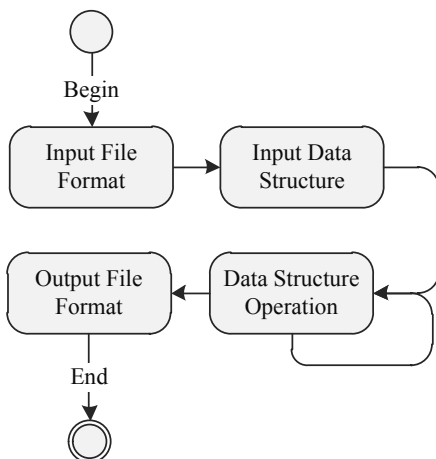 Begin
Input File
Format
Input Data
Structure
Output File
Format
Data Structure
Operation
End